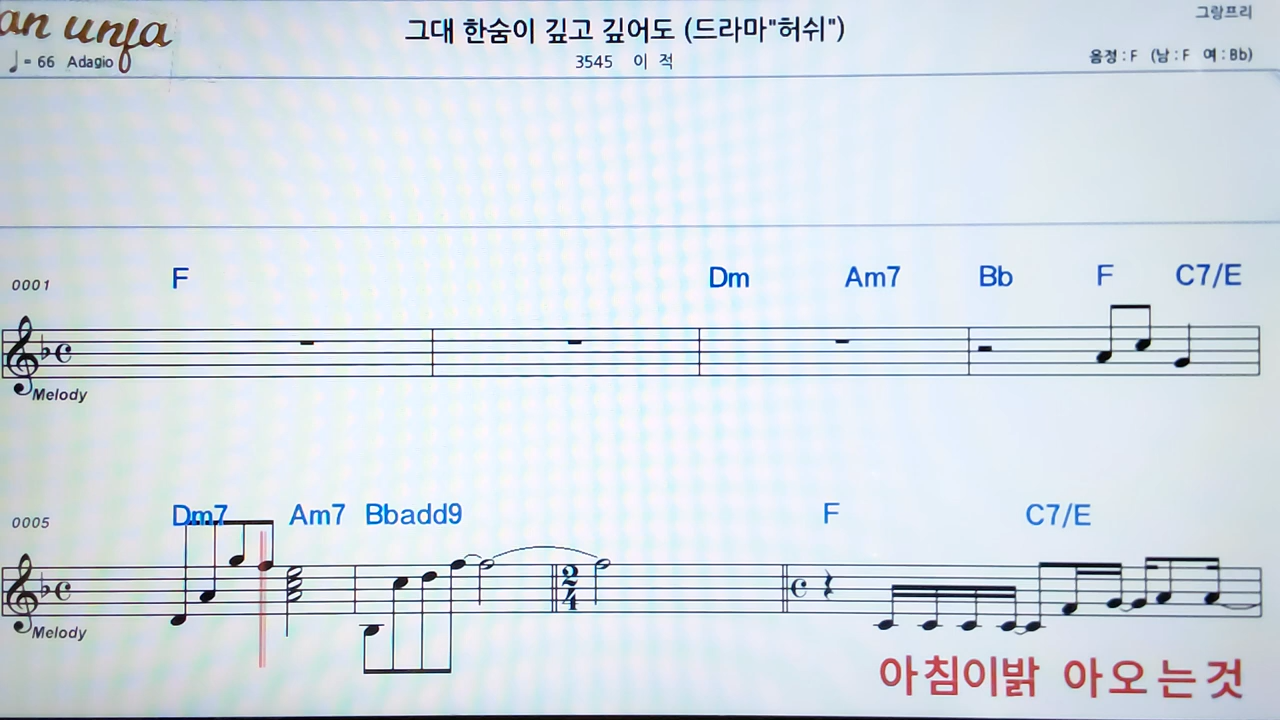 an unja
그대 한숨이 깊고 깊어도 (드라마"허쉬")
그랑프리
♩= 66 Adagio
3545 이 적
음정 : F (남 : F 여 : Bb)
0001 F Dm Am7 Bb F C7/E
Melody
0005 Dm7 Am7 Bbadd9 F C7/E
2
4
Melody
아침이밝 아오는것